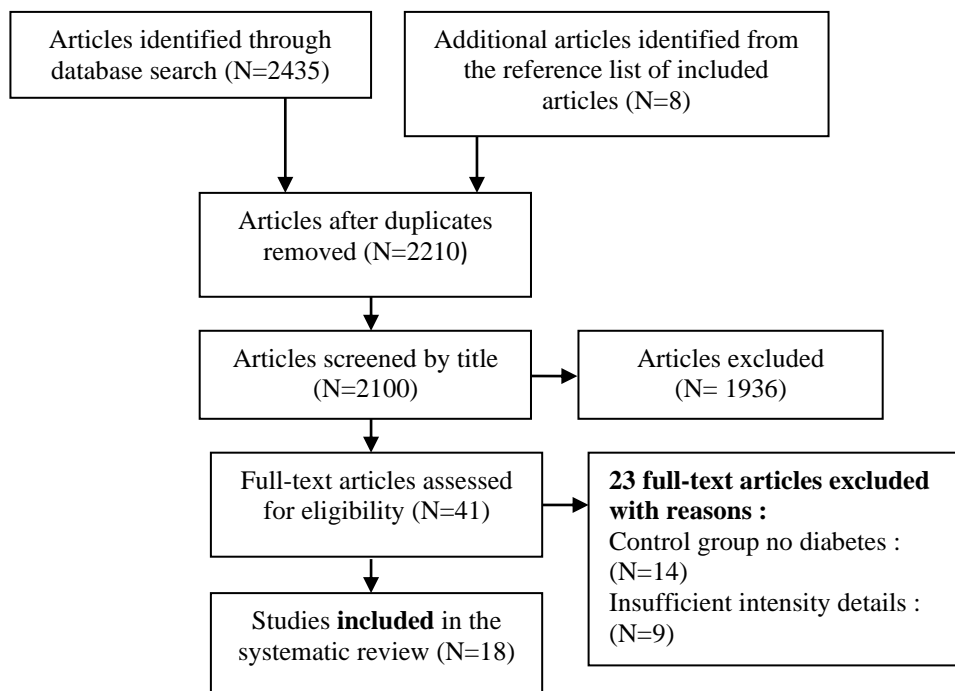 Articles identified through
database search (N=2435)
Additional articles identified from
the reference list of included
articles (N=8)
Articles after duplicates
removed (N=2210)
Articles screened by title
(N=2100)
Articles excluded
(N= 1936)
Full-text articles assessed
for eligibility (N=41)
23 full-text articles excluded
with reasons :
Control group no diabetes :
(N=14)
Insufficient intensity details :
(N=9)
Studies included in the
systematic review (N=18)